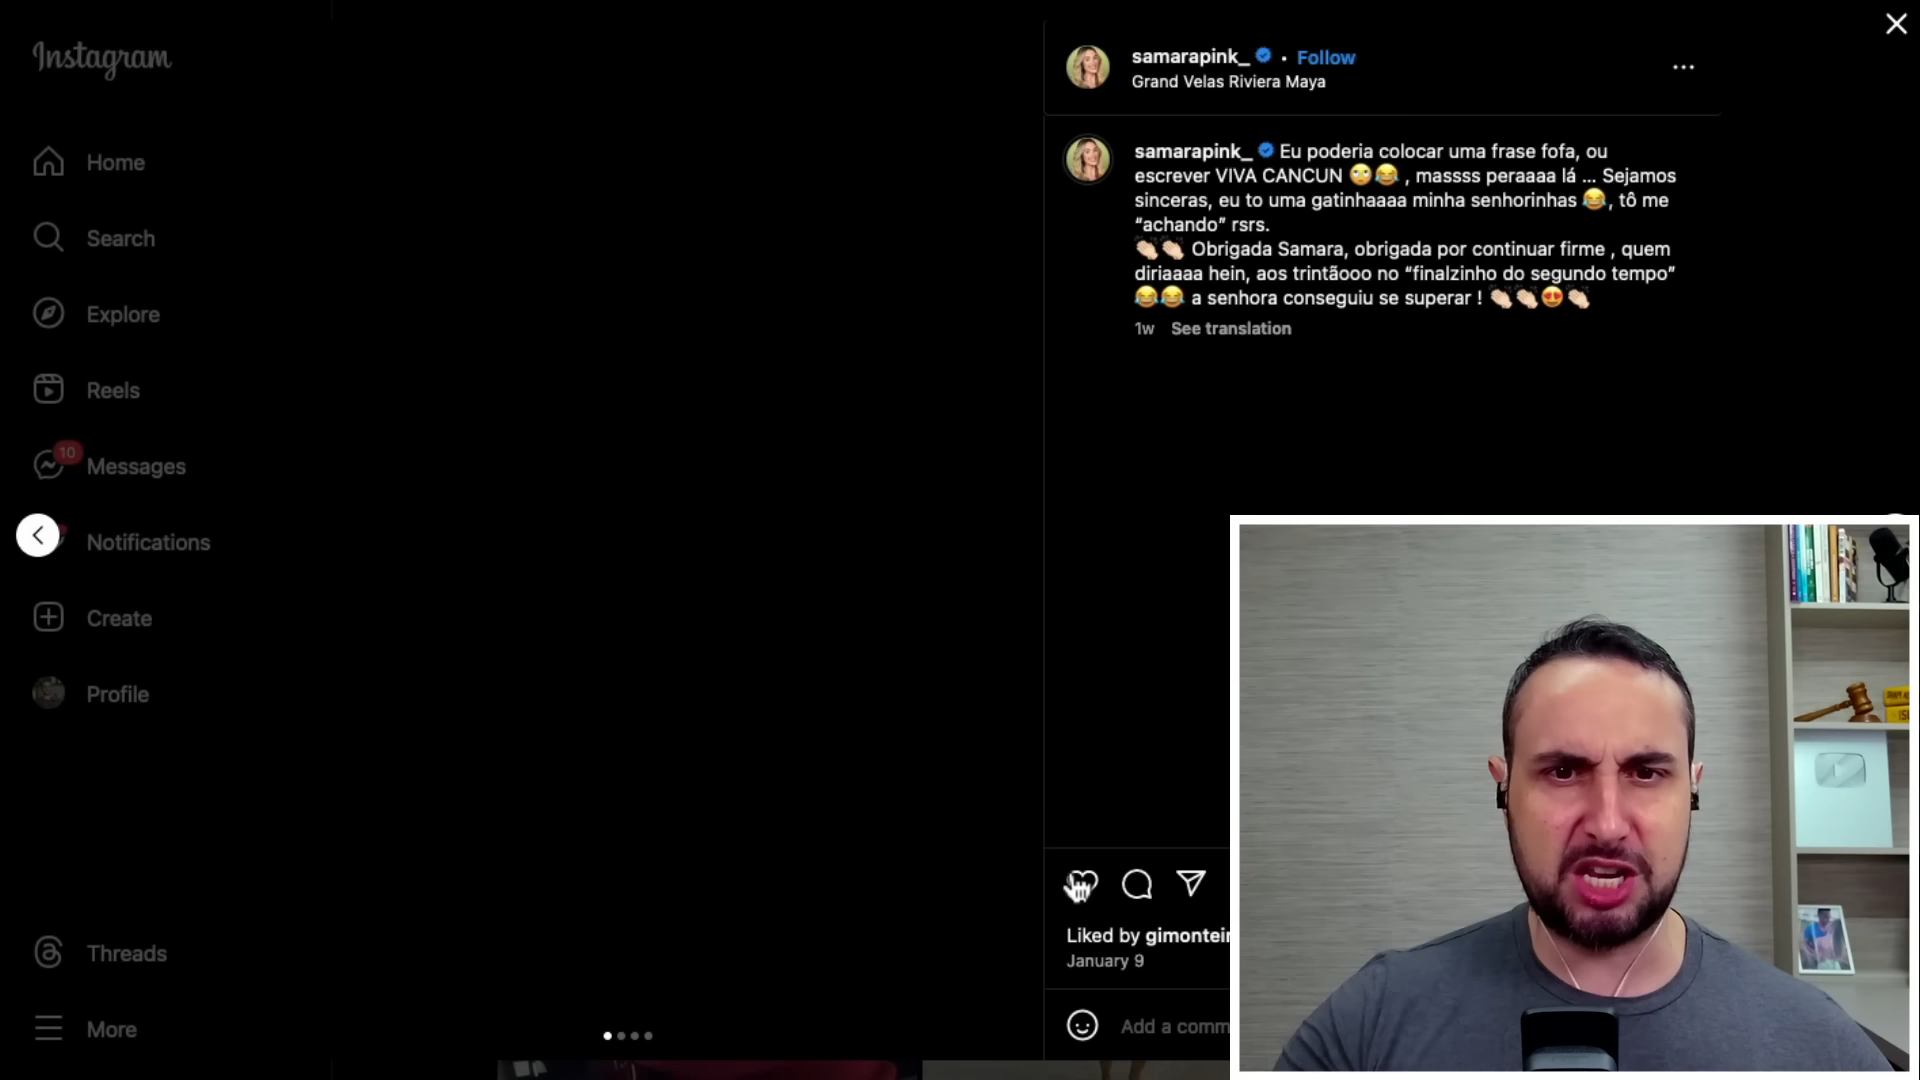 Instagram
Home
Search
Explore
Reels
10
Messages
Notifications
Create
Profile
Threads
More
samarapink_ • Follow
Grand Velas Riviera Maya
samarapink_ Eu poderia colocar uma frase fofa, ou
escrever VIVA CANCUN 🙄😂 , massss peraaaa lá ... Sejamos
sinceras, eu to uma gatinhaaaa minha senhorinhas 😂, tô me
“achando” rsrs.
👏🏻👏🏻 Obrigada Samara, obrigada por continuar firme , quem
diriaaaa hein, aos trintãooo no “finalzinho do segundo tempo”
😂😂 a senhora conseguiu se superar ! 👏🏻👏🏻😍👏🏻
1w See translation
Liked by gimonteir
January 9
Add a comm